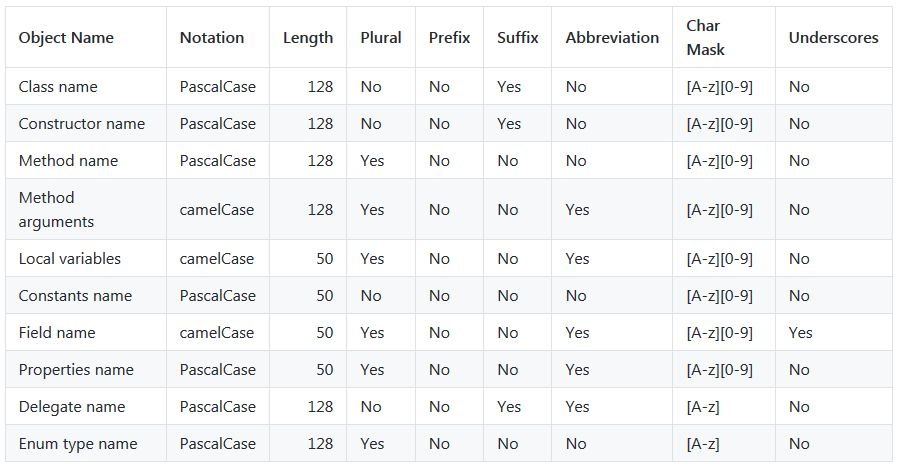 Object Name Notation Length Plural Prefix Suffix Abbreviation Char Mask Underscores
Class name PascalCase 128 No No Yes No [A-z][0-9] No
Constructor name PascalCase 128 No No Yes No [A-z][0-9] No
Method name PascalCase 128 Yes No No No [A-z][0-9] No
Method arguments camelCase 128 Yes No No Yes [A-z][0-9] No
Local variables camelCase 50 Yes No No Yes [A-z][0-9] No
Constants name PascalCase 50 No No No No [A-z][0-9] No
Field name camelCase 50 Yes No No Yes [A-z][0-9] Yes
Properties name PascalCase 50 Yes No No Yes [A-z][0-9] No
Delegate name PascalCase 128 No No Yes Yes [A-z] No
Enum type name PascalCase 128 Yes No No No [A-z] No